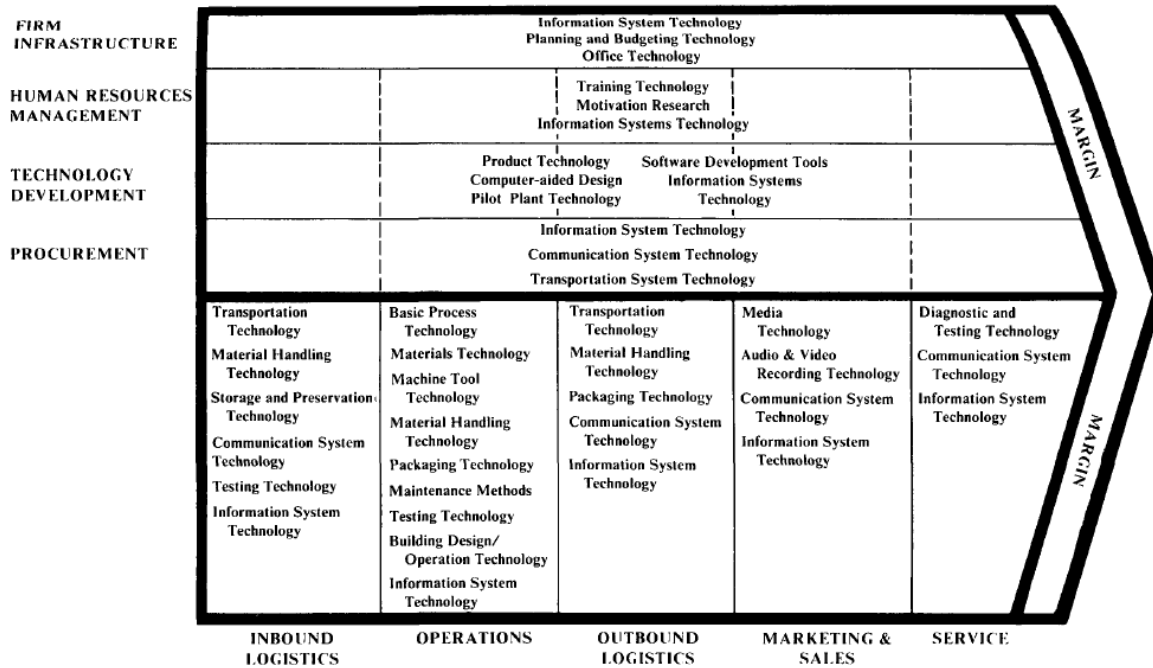 FIRM
INFRASTRUCTURE
Information System Technology
Planning and Budgeting Technology
Office Technology
HUMAN RESOURCES
MANAGEMENT
Training Technology
Motivation Research
Information Systems Technology
TECHNOLOGY
DEVELOPMENT
Product Technology
Computer-aided Design
Pilot Plant Technology
Software Development Tools
Information Systems
Technology
PROCUREMENT
Information System Technology
Communication System Technology
Transportation System Technology
MARGIN
Transportation
Technology
Material Handling
Technology
Storage and Preservation
Technology
Communication System
Technology
Testing Technology
Information System
Technology
Basic Process
Technology
Materials Technology
Machine Tool
Technology
Material Handling
Technology
Packaging Technology
Maintenance Methods
Testing Technology
Building Design/
Operation Technology
Information System
Technology
Transportation
Technology
Material Handling
Technology
Packaging Technology
Communication System
Technology
Information System
Technology
Media
Technology
Audio & Video
Recording Technology
Communication System
Technology
Information System
Technology
Diagnostic and
Testing Technology
Communication System
Technology
Information System
Technology
MARGIN
INBOUND
LOGISTICS
OPERATIONS
OUTBOUND
LOGISTICS
MARKETING &
SALES
SERVICE